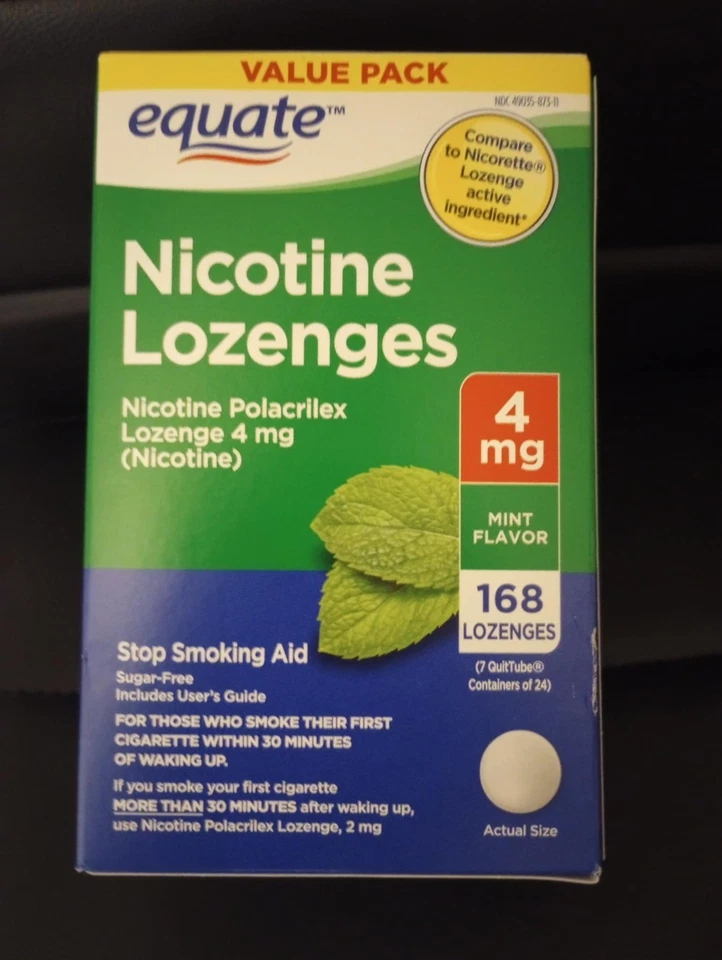 VALUE PACK
equate™
NDC 49035-873-11
Compare
to Nicorette®
Lozenge
active
ingredient*
Nicotine
Lozenges
Nicotine Polacrilex
Lozenge 4 mg
(Nicotine)
4
mg
MINT
FLAVOR
168
LOZENGES
(7 QuitTube®
Containers of 24)
Stop Smoking Aid
Sugar-Free
Includes User's Guide
FOR THOSE WHO SMOKE THEIR FIRST
CIGARETTE WITHIN 30 MINUTES
OF WAKING UP.
If you smoke your first cigarette
MORE THAN 30 MINUTES after waking up,
use Nicotine Polacrilex Lozenge, 2 mg
Actual Size